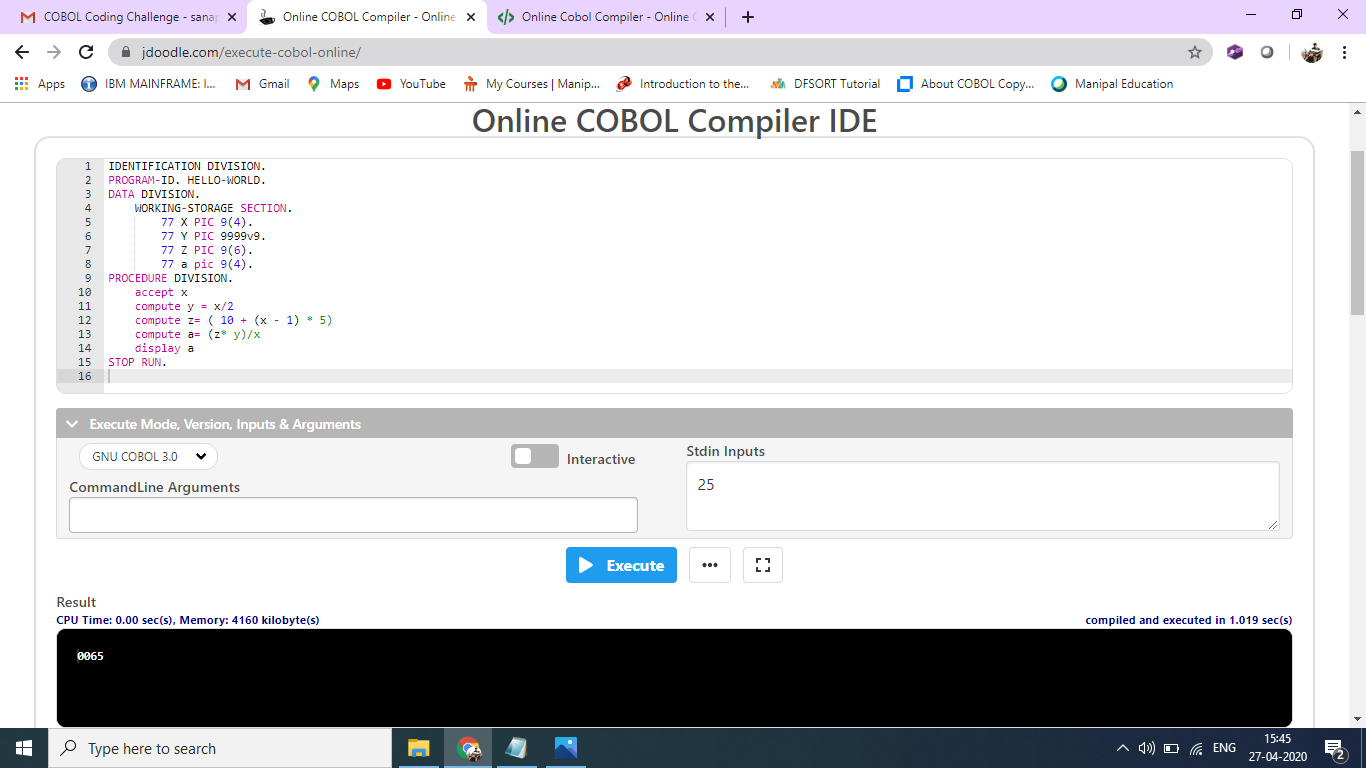 COBOL Coding Challenge - sanap
Online COBOL Compiler - Online
Online Cobol Compiler - Online C
jdoodle.com/execute-cobol-online/
Apps
IBM MAINFRAME: I...
Gmail
Maps
YouTube
My Courses | Manip...
Introduction to the...
DFSORT Tutorial
About COBOL Copy...
Manipal Education
Online COBOL Compiler IDE
1 IDENTIFICATION DIVISION.
2 PROGRAM-ID. HELLO-WORLD.
3 DATA DIVISION.
4 WORKING-STORAGE SECTION.
5 77 X PIC 9(4).
6 77 Y PIC 9999v9.
7 77 Z PIC 9(6).
8 77 a pic 9(4).
9 PROCEDURE DIVISION.
10 accept x
11 compute y = x/2
12 compute z= ( 10 + (x - 1) * 5)
13 compute a= (z* y)/x
14 display a
15 STOP RUN.
16
Execute Mode, Version, Inputs & Arguments
GNU COBOL 3.0
Interactive
Stdin Inputs
25
CommandLine Arguments
Execute
Result
CPU Time: 0.00 sec(s), Memory: 4160 kilobyte(s)
compiled and executed in 1.019 sec(s)
0065
Type here to search
ENG
15:45
27-04-2020
2